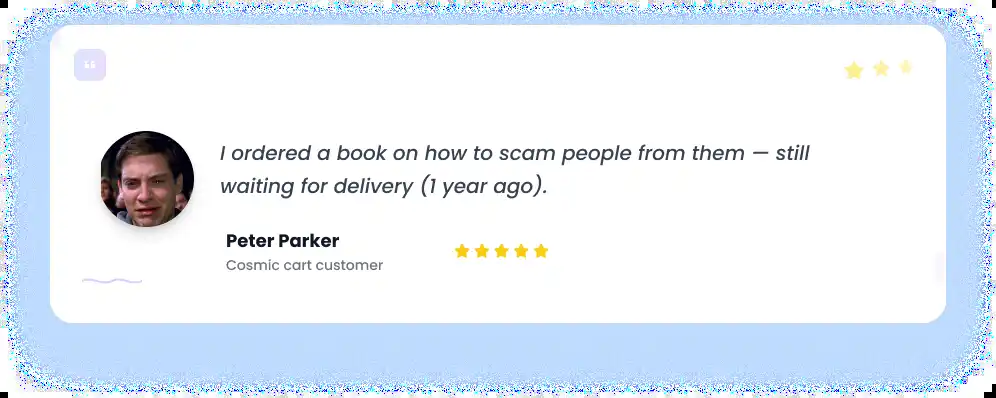 I ordered a book on how to scam people from them — still
waiting for delivery (1 year ago).
Peter Parker
Cosmic cart customer